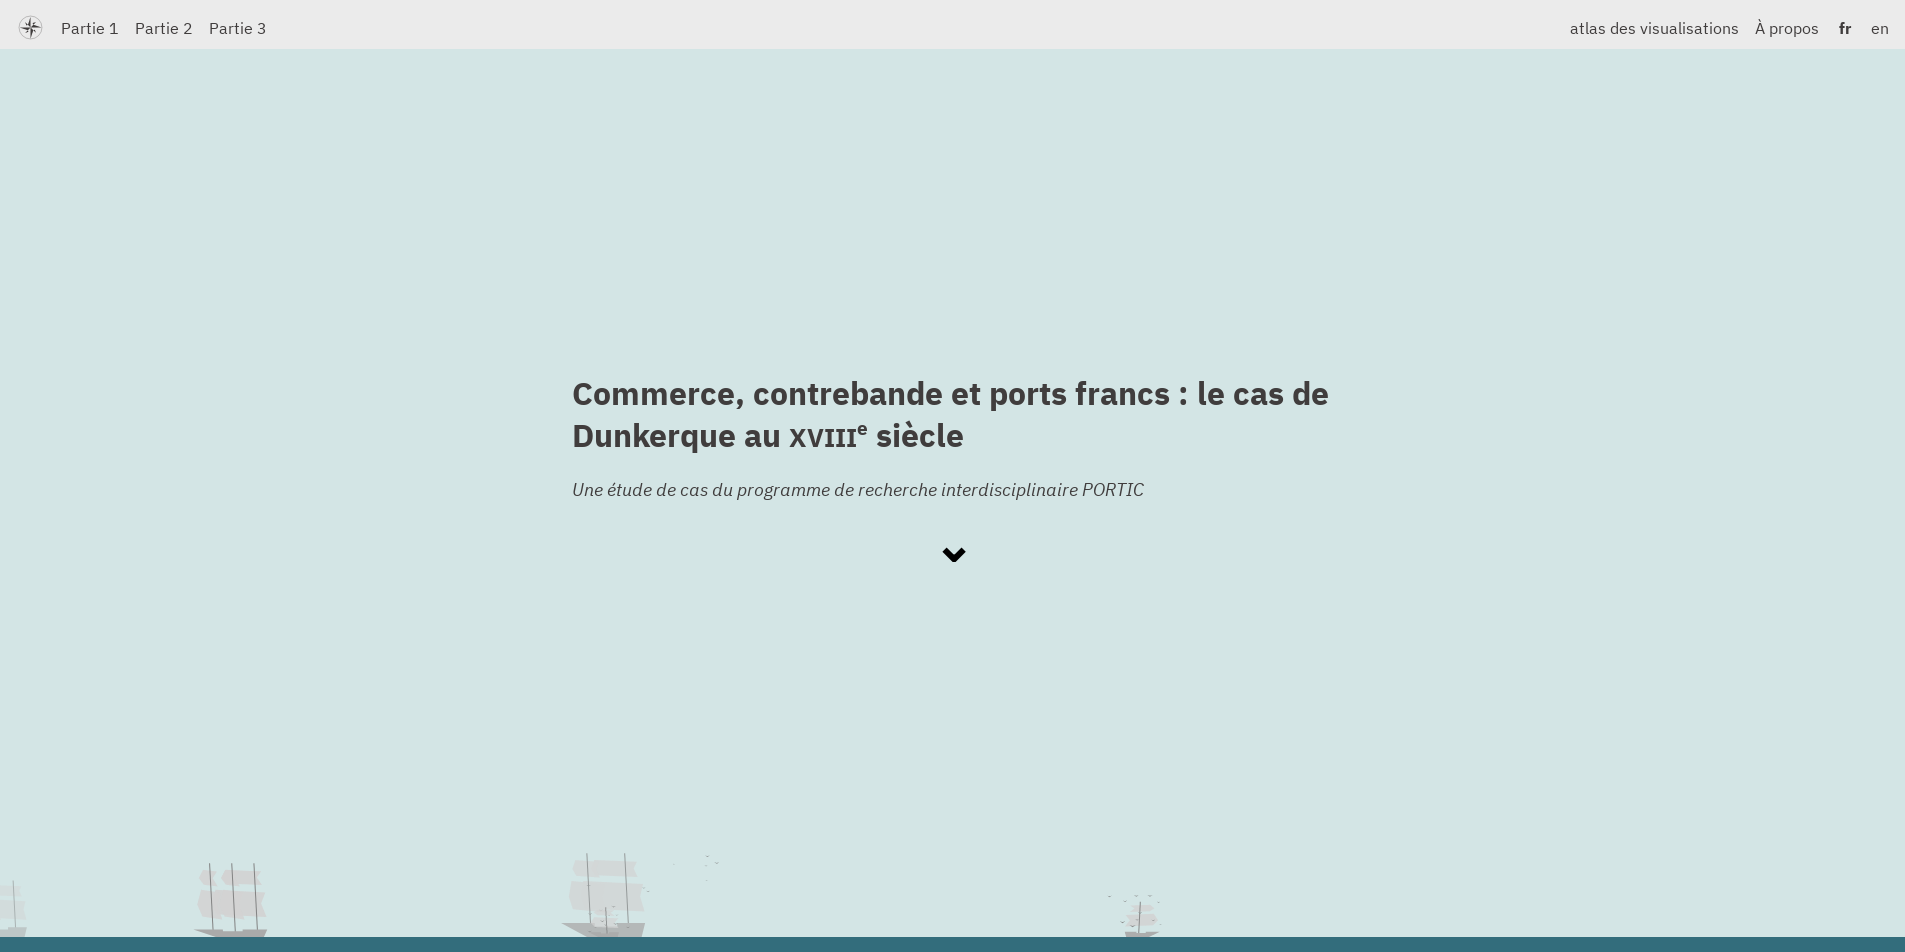 Partie 1 Partie 2 Partie 3 atlas des visualisations À propos fr en
Commerce, contrebande et ports francs : le cas de
Dunkerque au XVIIIe siècle
Une étude de cas du programme de recherche interdisciplinaire PORTIC